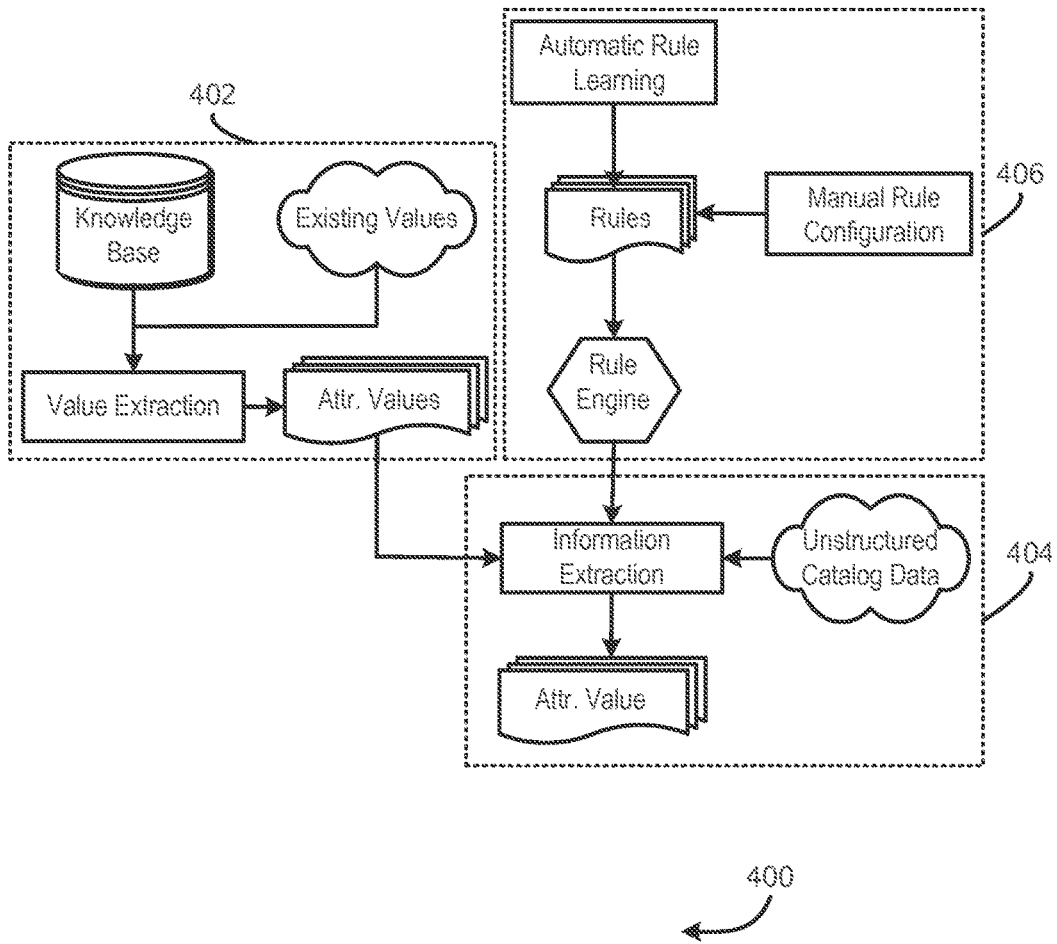 Automatic Rule
Learning
402
406
Knowledge
Base
Existing Values
Rules
Manual Rule
Configuration
Rule
Engine
Value Extraction
Attr. Values
Information
Extraction
Unstructured
Catalog Data
404
Attr. Value
400